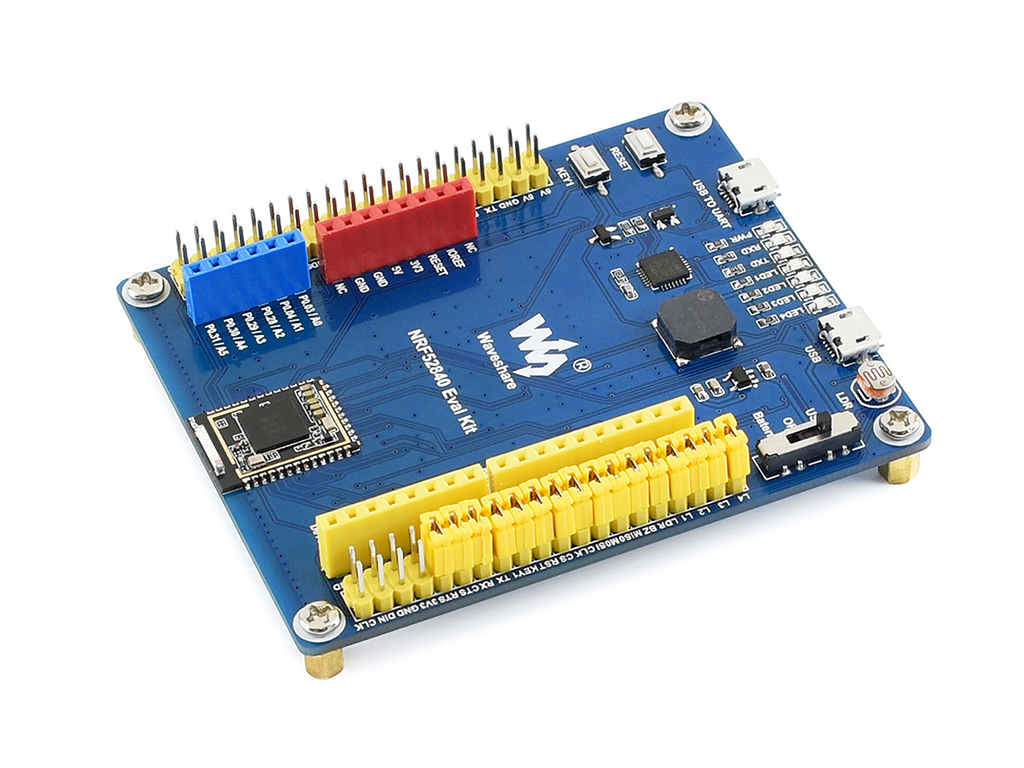 KEY1
RESET
USB TO UART
5V
5V GND TX
PWR
RXD
TXD
LED1
LED2
LED3
LED4
NC
IOREF
RESET
3V3
5V
GND
GND
NC
P0.03 / A0
P0.04 / A1
P0.28 / A2
P0.29 / A3
P0.30 / A4
P0.31 / A5
USB
LDR
NRF52840 Eval Kit
Waveshare
®
CLK DIN GND 3V3 RTS CTS RX TX KEY1 RST CS CLK MOSI MISO BZ LDR L1 L2 L3 L4